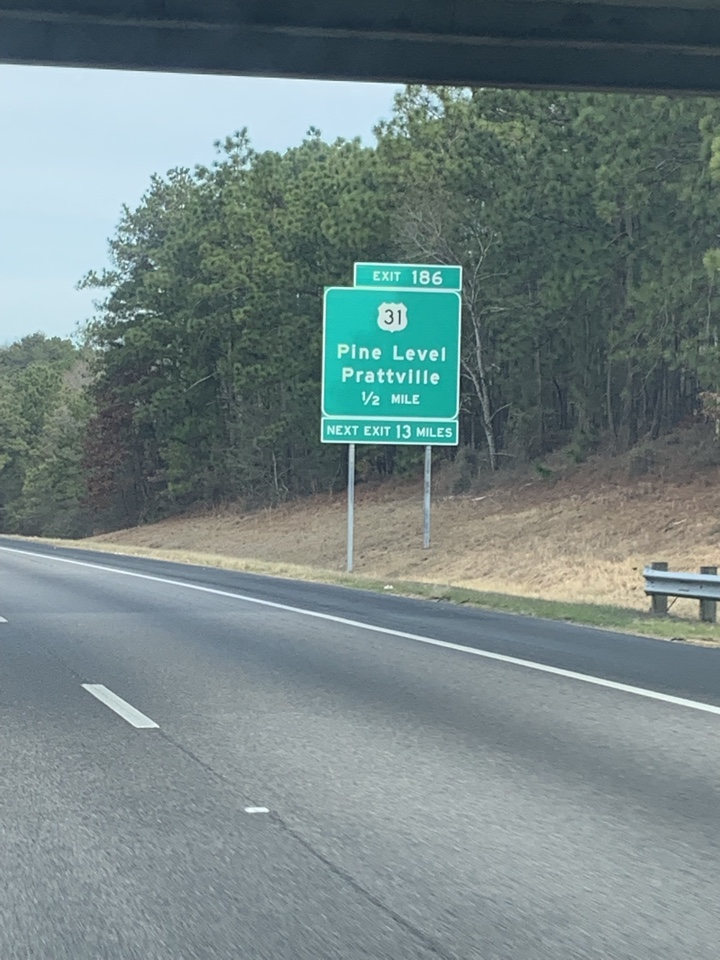 EXIT 186
31
Pine Level
Prattville
1/2 MILE
NEXT EXIT 13 MILES